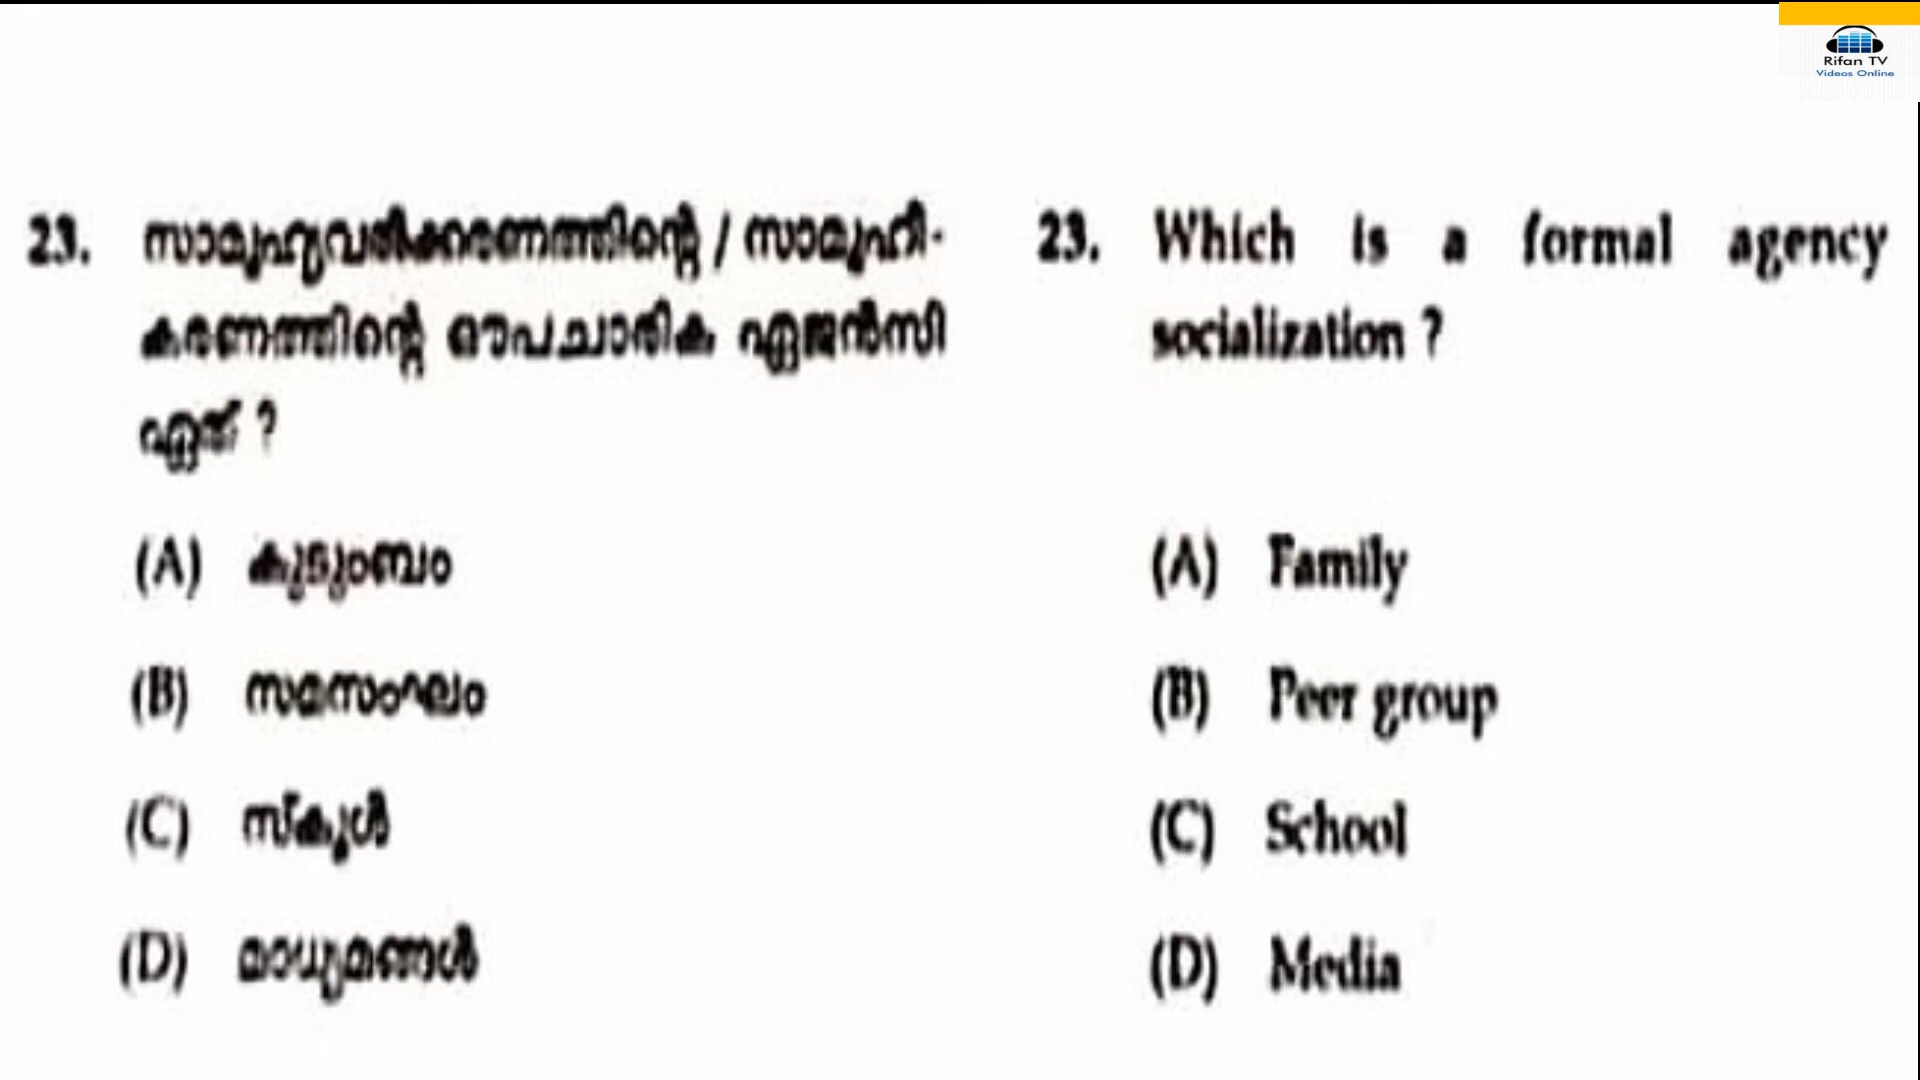 Rifan TV
Videos Online
23. സാമൂഹ്യവൽക്കരണത്തിന്റെ / സാമൂഹീ-
കരണത്തിന്റെ ഔപചാരിക ഏജൻസി
ഏത് ?
(A) കുടുംബം
(B) സമസംഘം
(C) സ്കൂൾ
(D) മാധ്യമങ്ങൾ
23. Which is a formal agency
socialization ?
(A) Family
(B) Peer group
(C) School
(D) Media